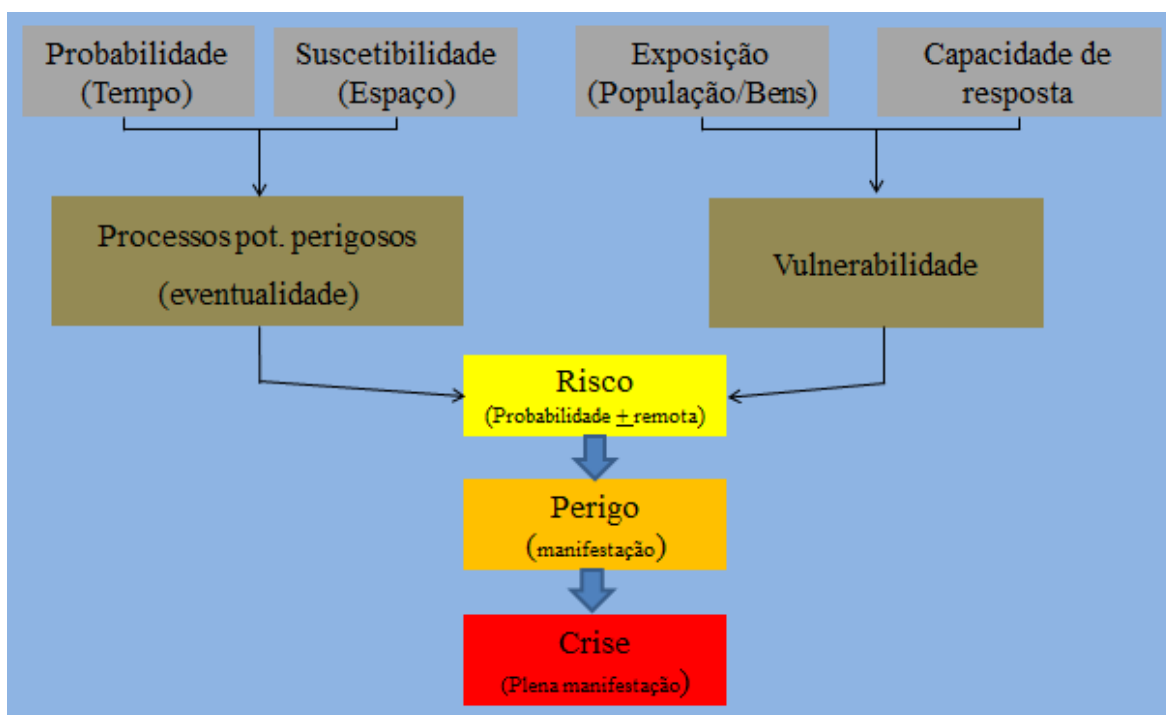 Probabilidade
(Tempo)
Suscetibilidade
(Espaço)
Exposição
(População/Bens)
Capacidade de
resposta
Processos pot. perigosos
(eventualidade)
Vulnerabilidade
Risco
(Probabilidade ± remota)
Perigo
(manifestação)
Crise
(Plena manifestação)